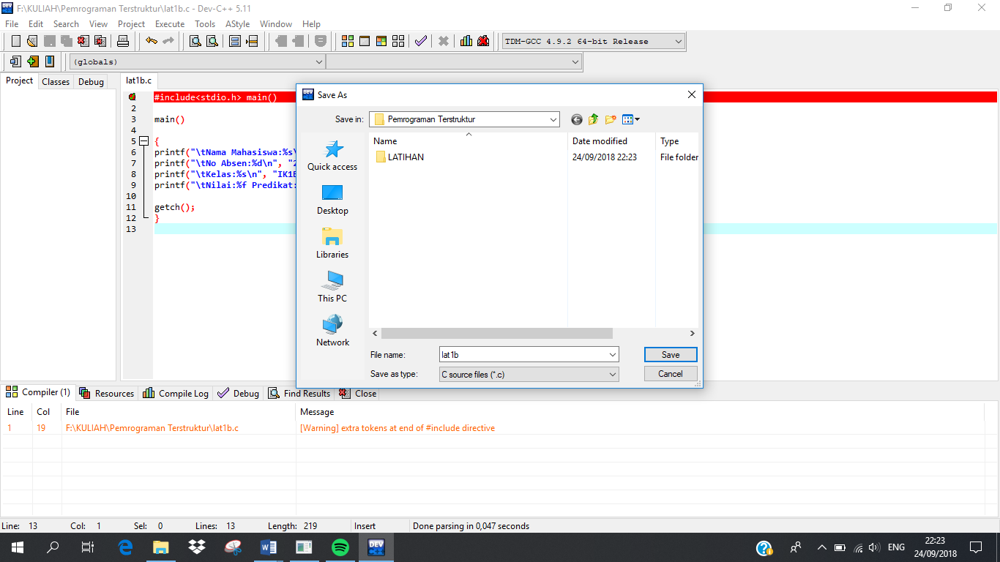 F:\KULIAH\Pemrograman Terstruktur\lat1b.c - Dev-C++ 5.11
File Edit Search View Project Execute Tools AStyle Window Help
TDM-GCC 4.9.2 64-bit Release
(globals)
Project Classes Debug
lat1b.c
#include<stdio.h> main()
2
3 main()
4
5 {
6 printf("\tNama Mahasiswa:%s\
7 printf("\tNo Absen:%d\n", "2
8 printf("\tKelas:%s\n", "IK1
9 printf("\tNilai:%f Predikat:
10
11 getch();
12 }
13
Save As
Save in: Pemrograman Terstruktur
Name Date modified Type
LATIHAN 24/09/2018 22:23 File folder
Quick access
Desktop
Libraries
This PC
Network
File name: lat1b Save
Save as type: C source files (*.c) Cancel
Compiler (1) Resources Compile Log Debug Find Results Close
Line Col File Message
1 19 F:\KULIAH\Pemrograman Terstruktur\lat1b.c [Warning] extra tokens at end of #include directive
Line: 13 Col: 1 Sel: 0 Lines: 13 Length: 219 Insert Done parsing in 0,047 seconds
DEV ENG 22:23
24/09/2018